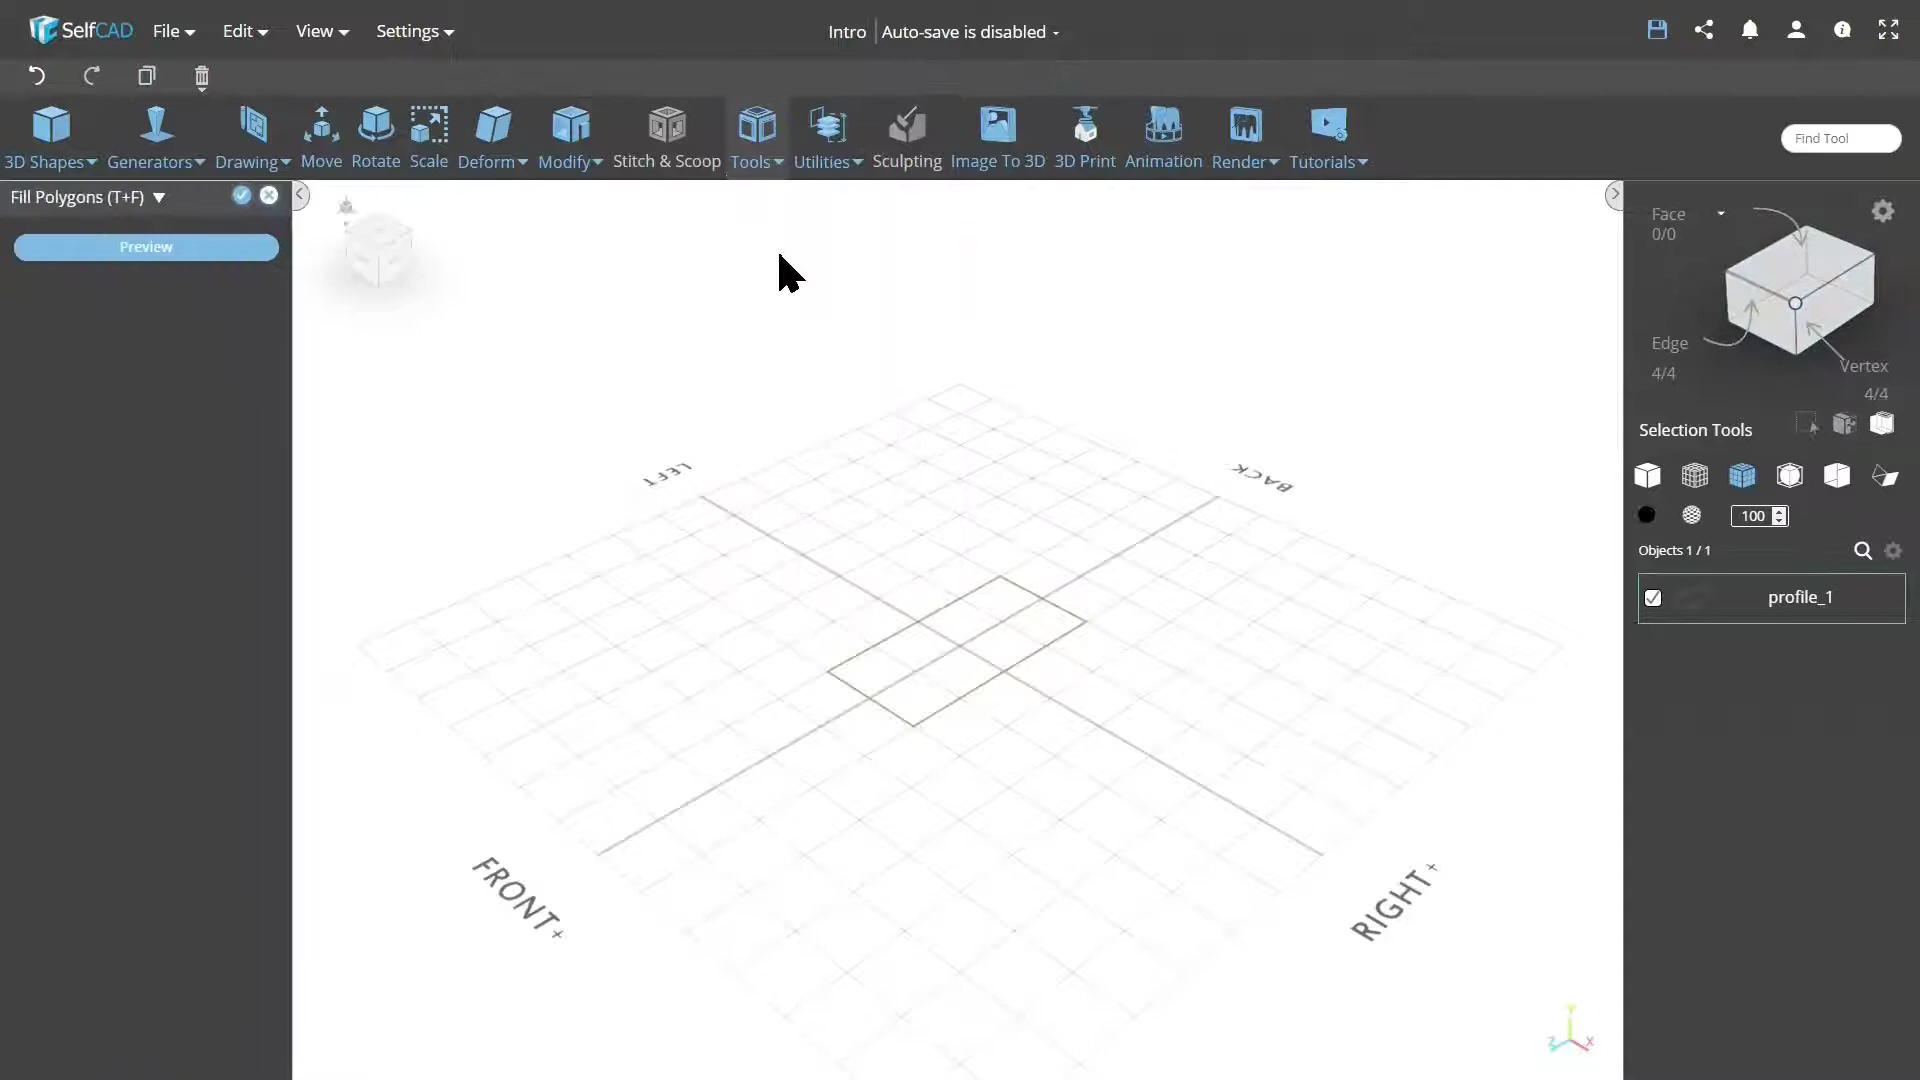 SelfCAD File Edit View Settings Intro Auto-save is disabled
3D Shapes Generators Drawing Move Rotate Scale Deform Modify Stitch & Scoop Tools Utilities Sculpting Image To 3D 3D Print Animation Render Tutorials Find Tool
Fill Polygons (T+F)
Preview
Face
0/0
Edge
4/4
Vertex
4/4
Selection Tools
100
Objects 1 / 1
profile_1
LEFT
BACK
FRONT+
RIGHT+
Y
Z X